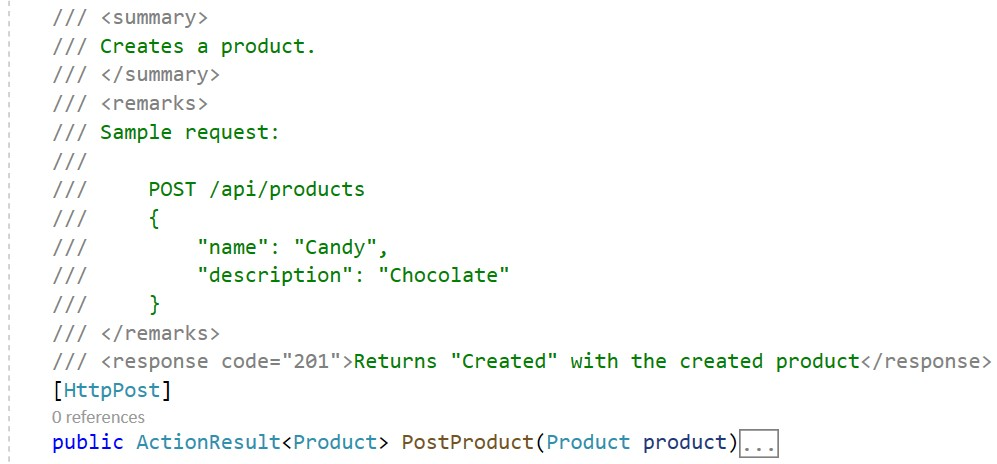 /// <summary>
/// Creates a product.
/// </summary>
/// <remarks>
/// Sample request:
///
///     POST /api/products
///     {
///         "name": "Candy",
///         "description": "Chocolate"
///     }
/// </remarks>
/// <response code="201">Returns "Created" with the created product</response>
[HttpPost]
0 references
public ActionResult<Product> PostProduct(Product product)...